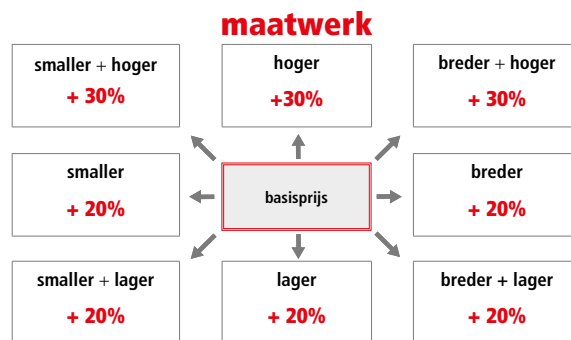 maatwerk
smaller + hoger
+ 30%
hoger
+30%
breder + hoger
+ 30%
smaller
+ 20%
basisprijs
breder
+ 20%
smaller + lager
+ 20%
lager
+ 20%
breder + lager
+ 20%